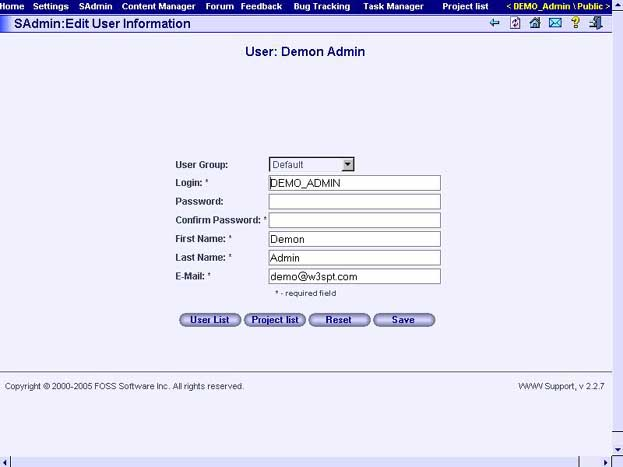 Home Settings SAdmin Content Manager Forum Feedback Bug Tracking Task Manager Project list < DEMO_Admin \ Public >
SAdmin:Edit User Information
User: Demon Admin
User Group: Default
Login: * DEMO_ADMIN
Password:
Confirm Password: *
First Name: * Demon
Last Name: * Admin
E-Mail: * demo@w3spt.com
* - required field
User List Project list Reset Save
Copyright © 2000-2005 FOSS Software Inc. All rights reserved. WWW Support, v 2.2.7